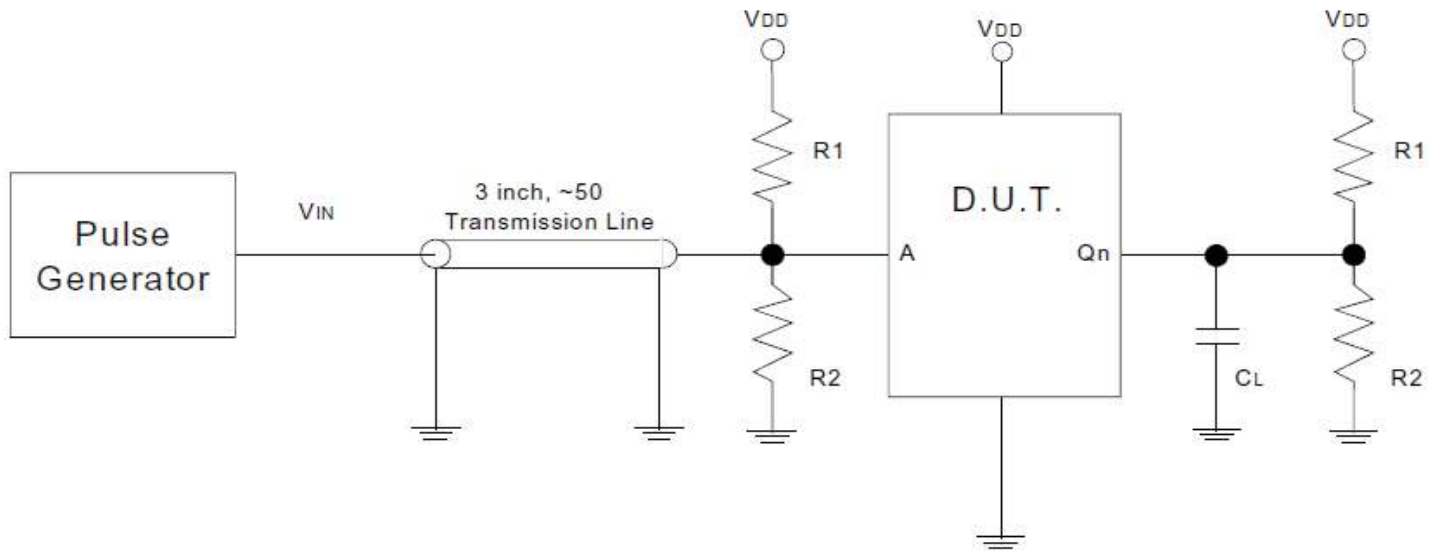 VDD
VDD
VDD
R1
R1
3 inch, ~50
Transmission Line
D.U.T.
VIN
Pulse
Generator
A
Qn
R2
CL
R2